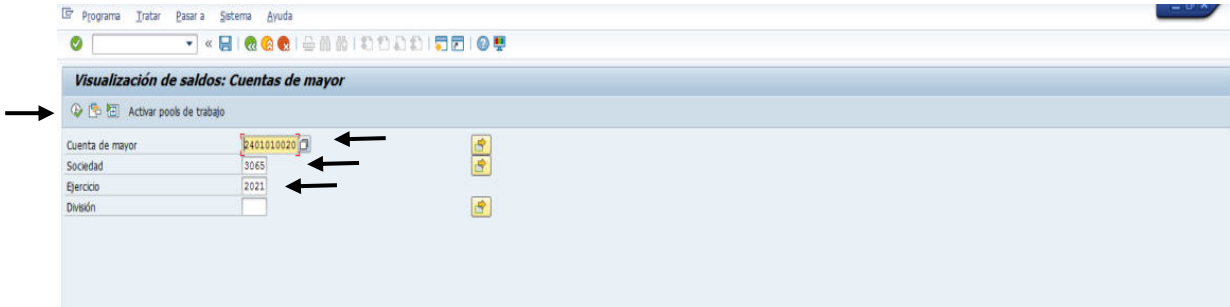 Programa Tratar Pasar a Sistema Ayuda
Visualización de saldos: Cuentas de mayor
Activar pools de trabajo
Cuenta de mayor 2401010020
Sociedad 3065
Ejercicio 2021
División